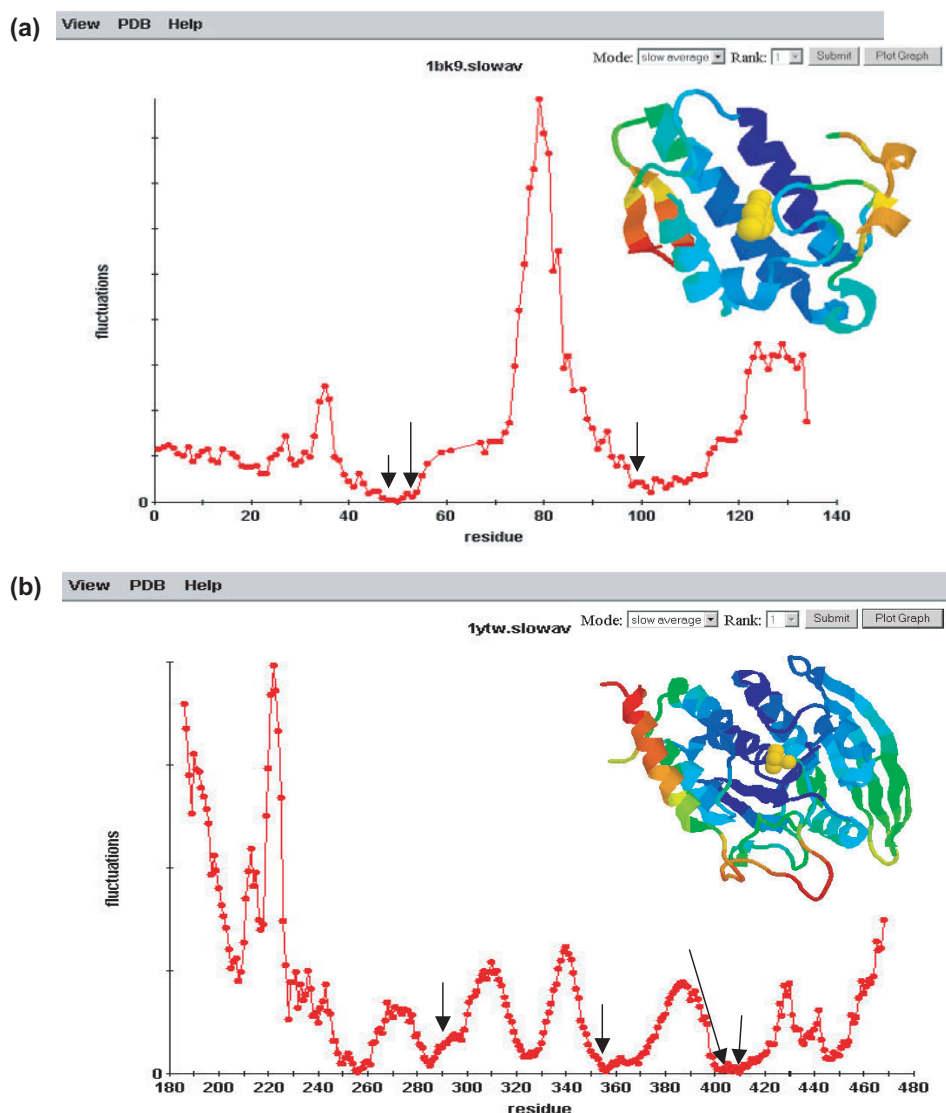 (a)
View PDB Help
1bk9.slowav
Mode: slow average Rank: 1 Submit Plot Graph
fluctuations
0
0 20 40 60 80 100 120 140
residue
(b)
View PDB Help
1ytw.slowav
Mode: slow average Rank: 1 Submit Plot Graph
fluctuations
0
180 200 220 240 260 280 300 320 340 360 380 400 420 440 460 480
residue